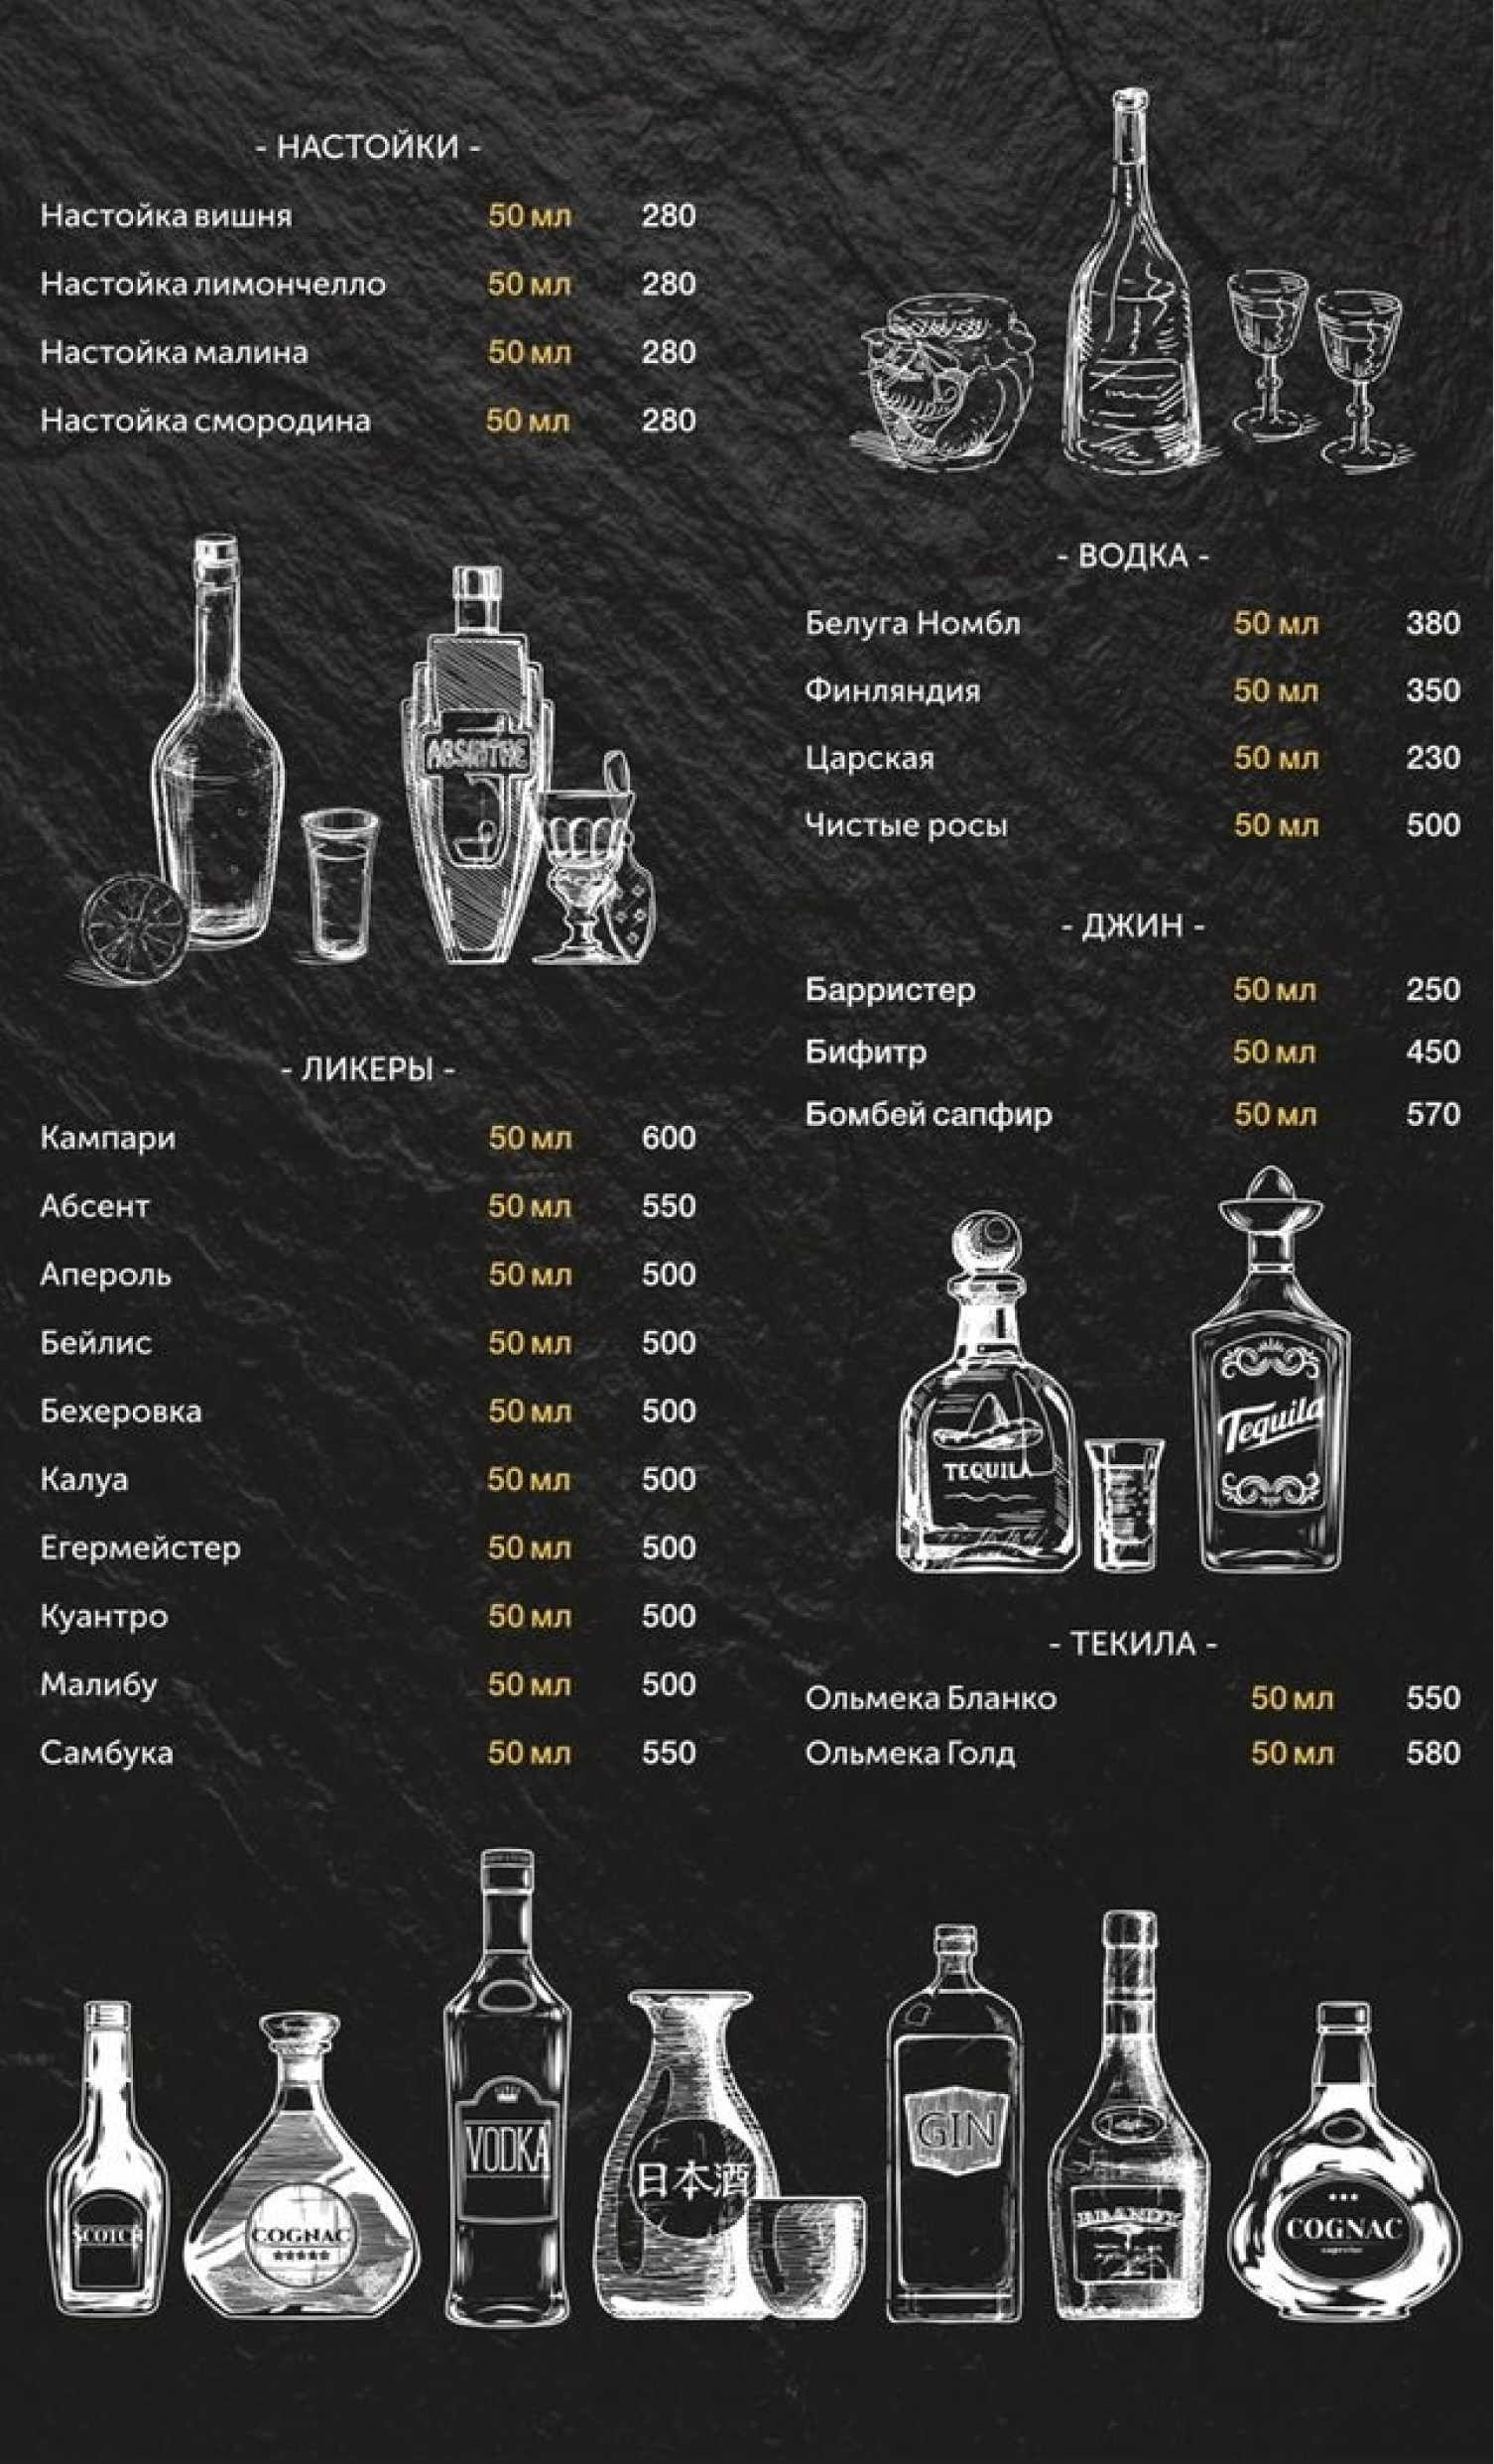 - НАСТОЙКИ -
Настойка вишня 50 мл 280
Настойка лимончелло 50 мл 280
Настойка малина 50 мл 280
Настойка смородина 50 мл 280
ABSINTHE
- ЛИКЕРЫ -
Кампари 50 мл 600
Абсент 50 мл 550
Апероль 50 мл 500
Бейлис 50 мл 500
Бехеровка 50 мл 500
Калуа 50 мл 500
Егермейстер 50 мл 500
Куантро 50 мл 500
Малибу 50 мл 500
Самбука 50 мл 550
- ВОДКА -
Белуга Номбл 50 мл 380
Финляндия 50 мл 350
Царская 50 мл 230
Чистые росы 50 мл 500
- ДЖИН -
Барристер 50 мл 250
Бифитр 50 мл 450
Бомбей сапфир 50 мл 570
TEQUILA
Tequila
- ТЕКИЛА -
Ольмека Бланко 50 мл 550
Ольмека Голд 50 мл 580
SCOTCH
COGNAC
VODKA
日本酒
GIN
BRANDY
COGNAC
superior